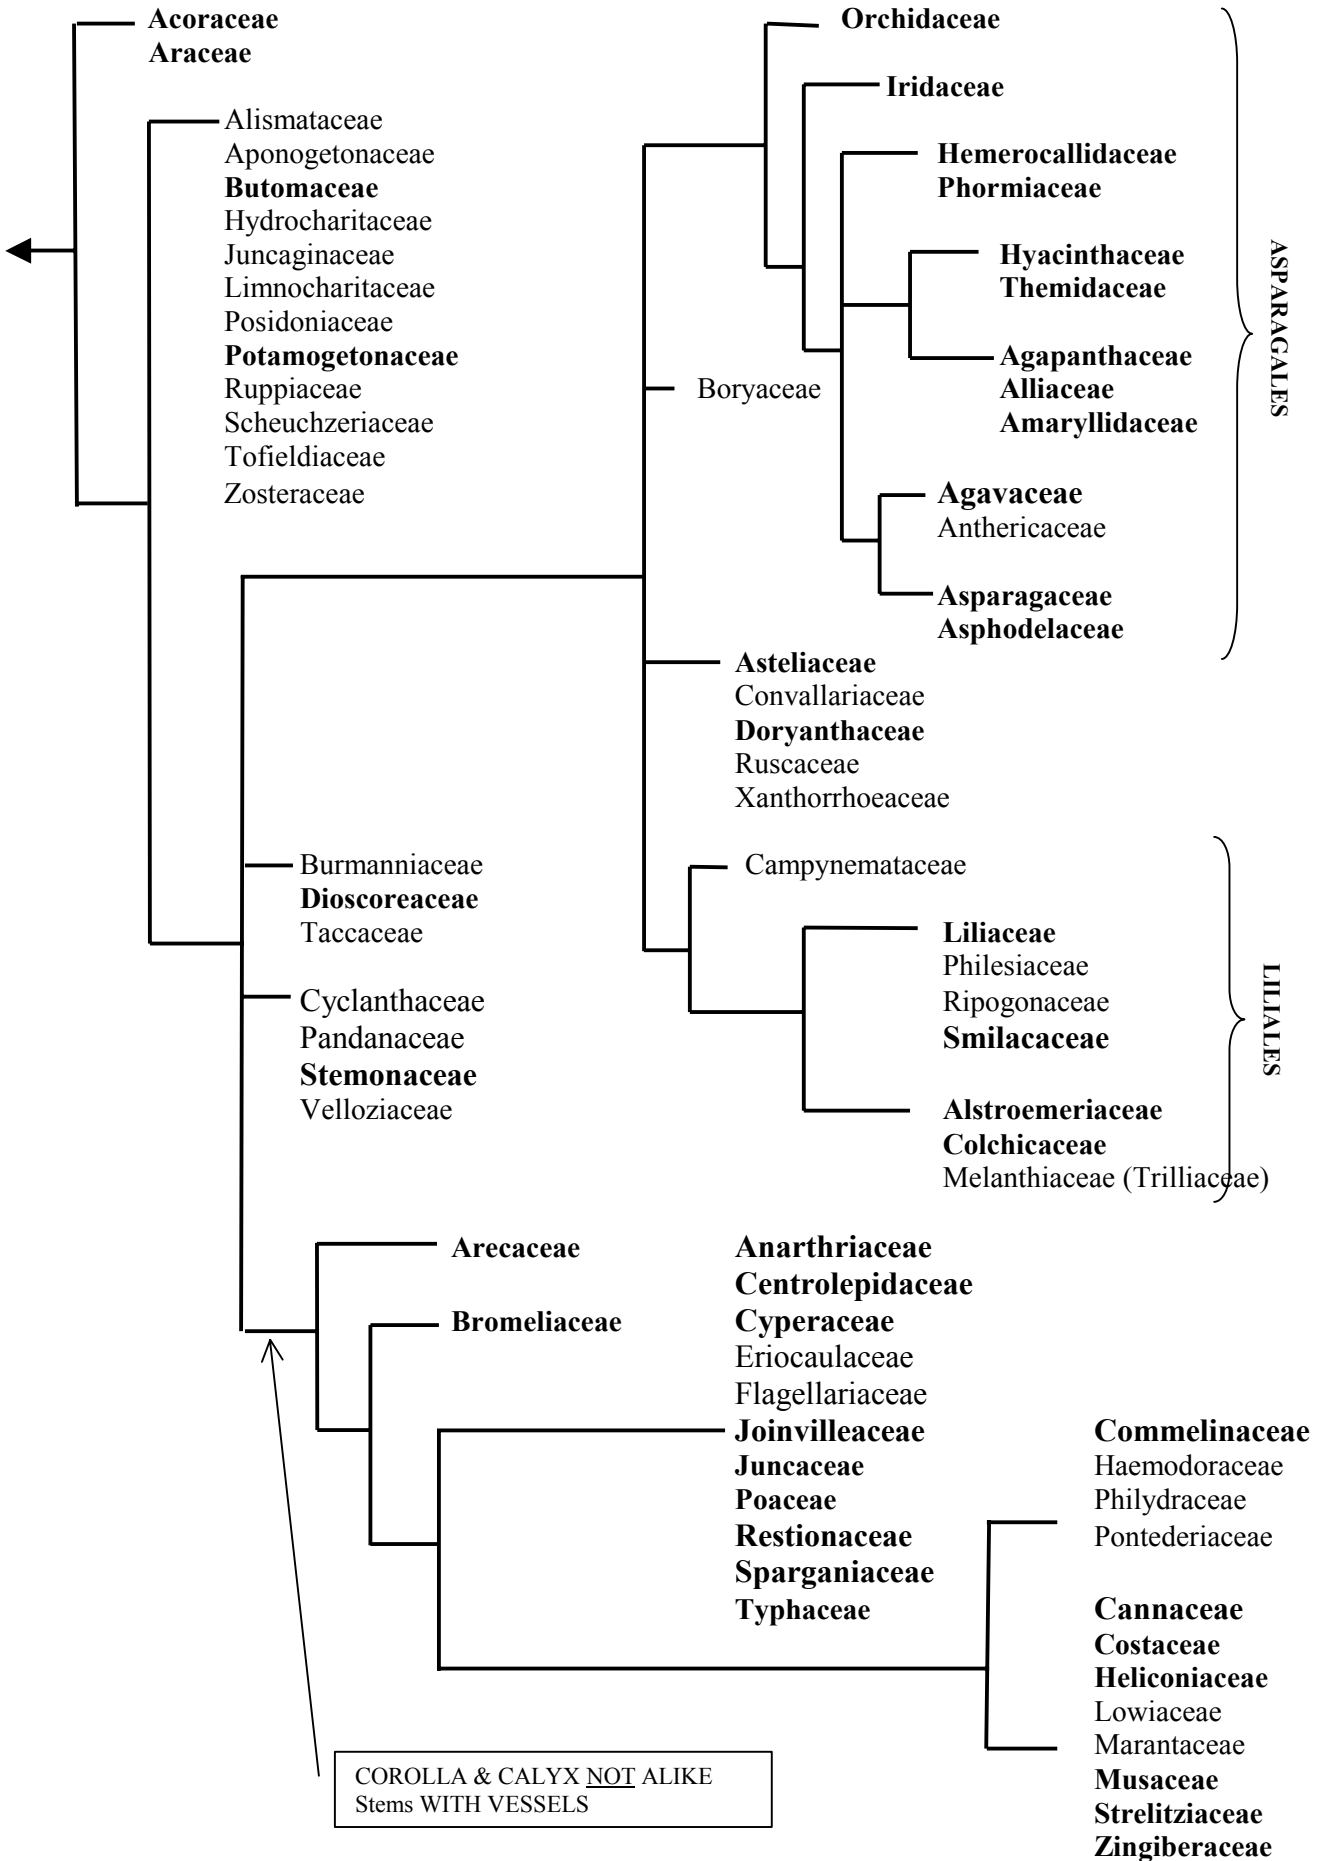 Acoraceae
Araceae
Alismataceae
Aponogetonaceae
Butomaceae
Hydrocharitaceae
Juncaginaceae
Limnocharitaceae
Posidoniaceae
Potamogetonaceae
Ruppiaceae
Scheuchzeriaceae
Tofieldiaceae
Zosteraceae
Orchidaceae
Iridaceae
Hemerocallidaceae
Phormiaceae
Hyacinthaceae
Themidaceae
Agapanthaceae
Alliaceae
Amaryllidaceae
Boryaceae
Agavaceae
Anthericaceae
Asparagaceae
Asphodelaceae
ASPARAGALES
Asteliaceae
Convallariaceae
Doryanthaceae
Ruscaceae
Xanthorrhoeaceae
Burmanniaceae
Dioscoreaceae
Taccaceae
Cyclanthaceae
Pandanaceae
Stemonaceae
Velloziaceae
Campynemataceae
Liliaceae
Philesiaceae
Ripogonaceae
Smilacaceae
Alstroemeriaceae
Colchicaceae
Melanthiaceae (Trilliaceae)
LILIALES
Arecaceae
Bromeliaceae
Anarthriaceae
Centrolepidaceae
Cyperaceae
Eriocaulaceae
Flagellariaceae
Joinvilleaceae
Juncaceae
Poaceae
Restionaceae
Sparganiaceae
Typhaceae
Commelinaceae
Haemodoraceae
Philydraceae
Pontederiaceae
Cannaceae
Costaceae
Heliconiaceae
Lowiaceae
Marantaceae
Musaceae
Strelitziaceae
Zingiberaceae
COROLLA & CALYX NOT ALIKE
Stems WITH VESSELS